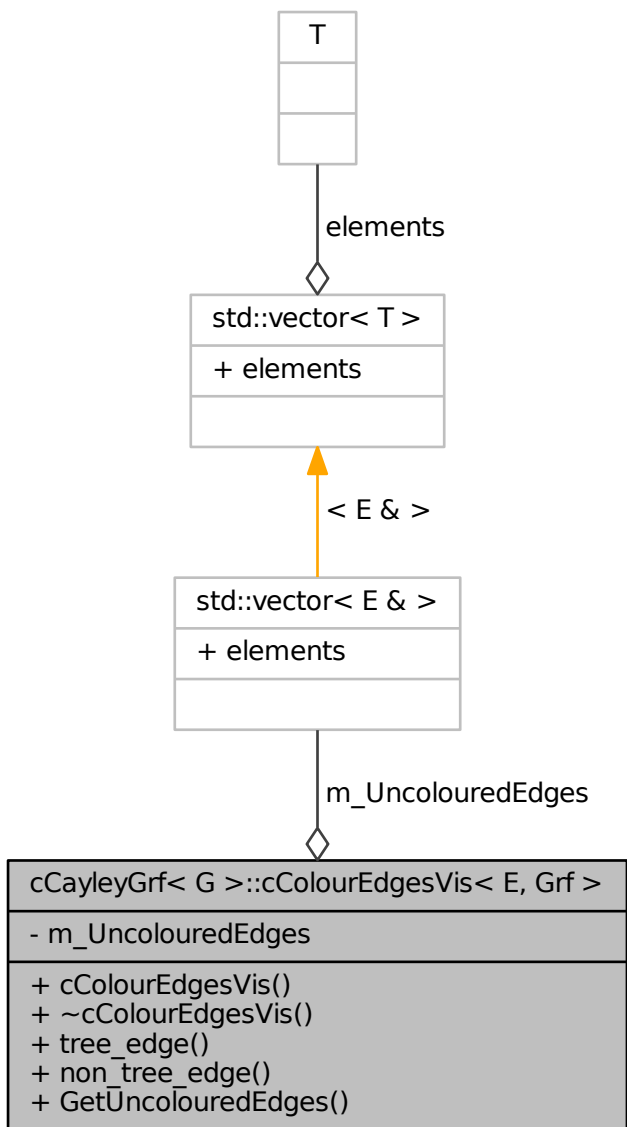 T
elements
std::vector< T >
+ elements
< E & >
std::vector< E & >
+ elements
m_UncolouredEdges
cCayleyGrf< G >::cColourEdgesVis< E, Grf >
- m_UncolouredEdges
+ cColourEdgesVis()
+ ~cColourEdgesVis()
+ tree_edge()
+ non_tree_edge()
+ GetUncolouredEdges()